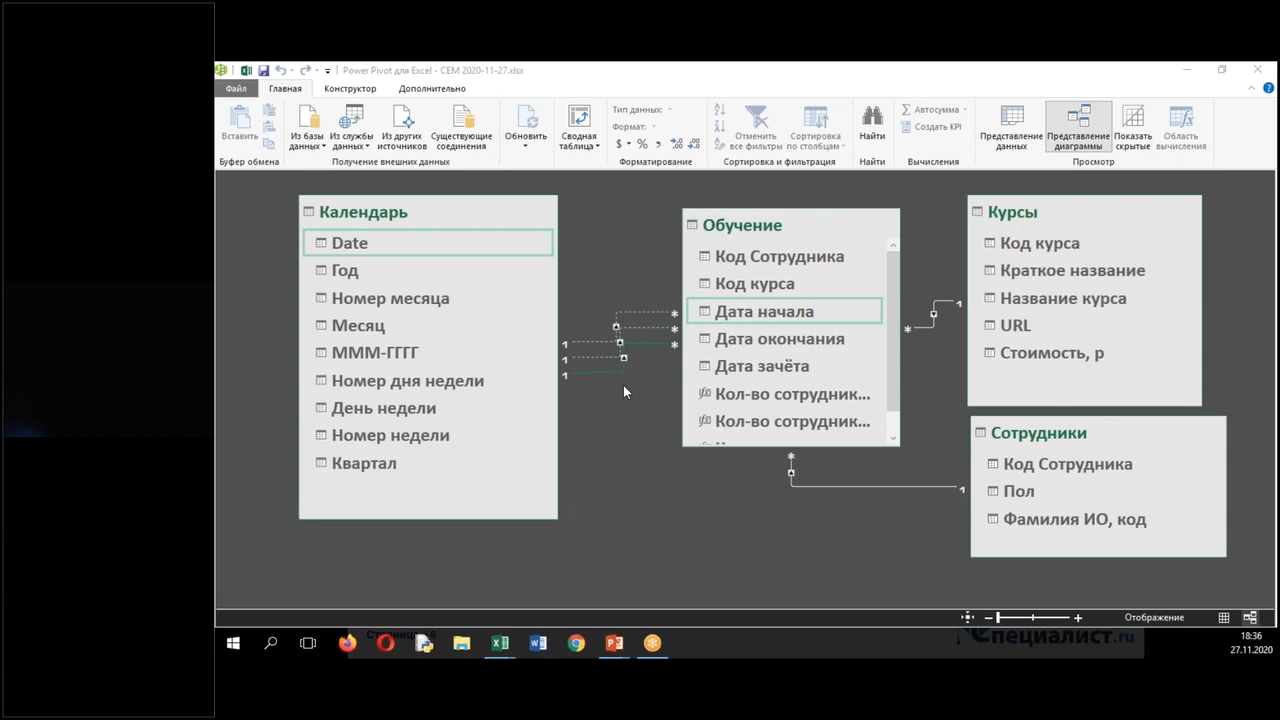 Power Pivot для Excel - СЕМ 2020-11-27.xlsx
Файл Главная Конструктор Дополнительно
Вставить
Буфер обмена
Из базы данных
Из службы данных
Из других источников
Существующие соединения
Получение внешних данных
Обновить
Сводная таблица
Тип данных:
Формат:
$ % ,
Форматирование
Отменить все фильтры
Сортировка по столбцам
Сортировка и фильтрация
Найти
Найти
Автосумма
Создать KPI
Вычисления
Представление данных
Представление диаграммы
Показать скрытые
Область вычисления
Просмотр
Календарь
Date
Год
Номер месяца
Месяц
МММ-ГГГГ
Номер дня недели
День недели
Номер недели
Квартал
Обучение
Код Сотрудника
Код курса
Дата начала
Дата окончания
Дата зачёта
Кол-во сотрудник...
Кол-во сотрудник...
Курсы
Код курса
Краткое название
Название курса
URL
Стоимость, р
Сотрудники
Код Сотрудника
Пол
Фамилия ИО, код
1
1
1
*
*
*
*
1
*
1
Отображение
Специалист.ru
18:36
27.11.2020